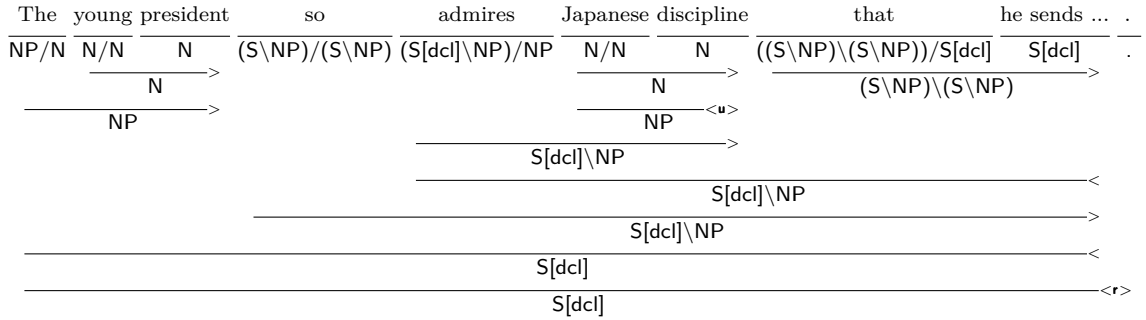 The young president so admires Japanese discipline that he sends ... .
NP/N N/N N (S\NP)/(S\NP) (S[dcl]\NP)/NP N/N N ((S\NP)\(S\NP))/S[dcl] S[dcl] .
> > >
N N (S\NP)\(S\NP)
> <u>
NP NP
>
S[dcl]\NP
<
S[dcl]\NP
>
S[dcl]\NP
<
S[dcl]
<r>
S[dcl]